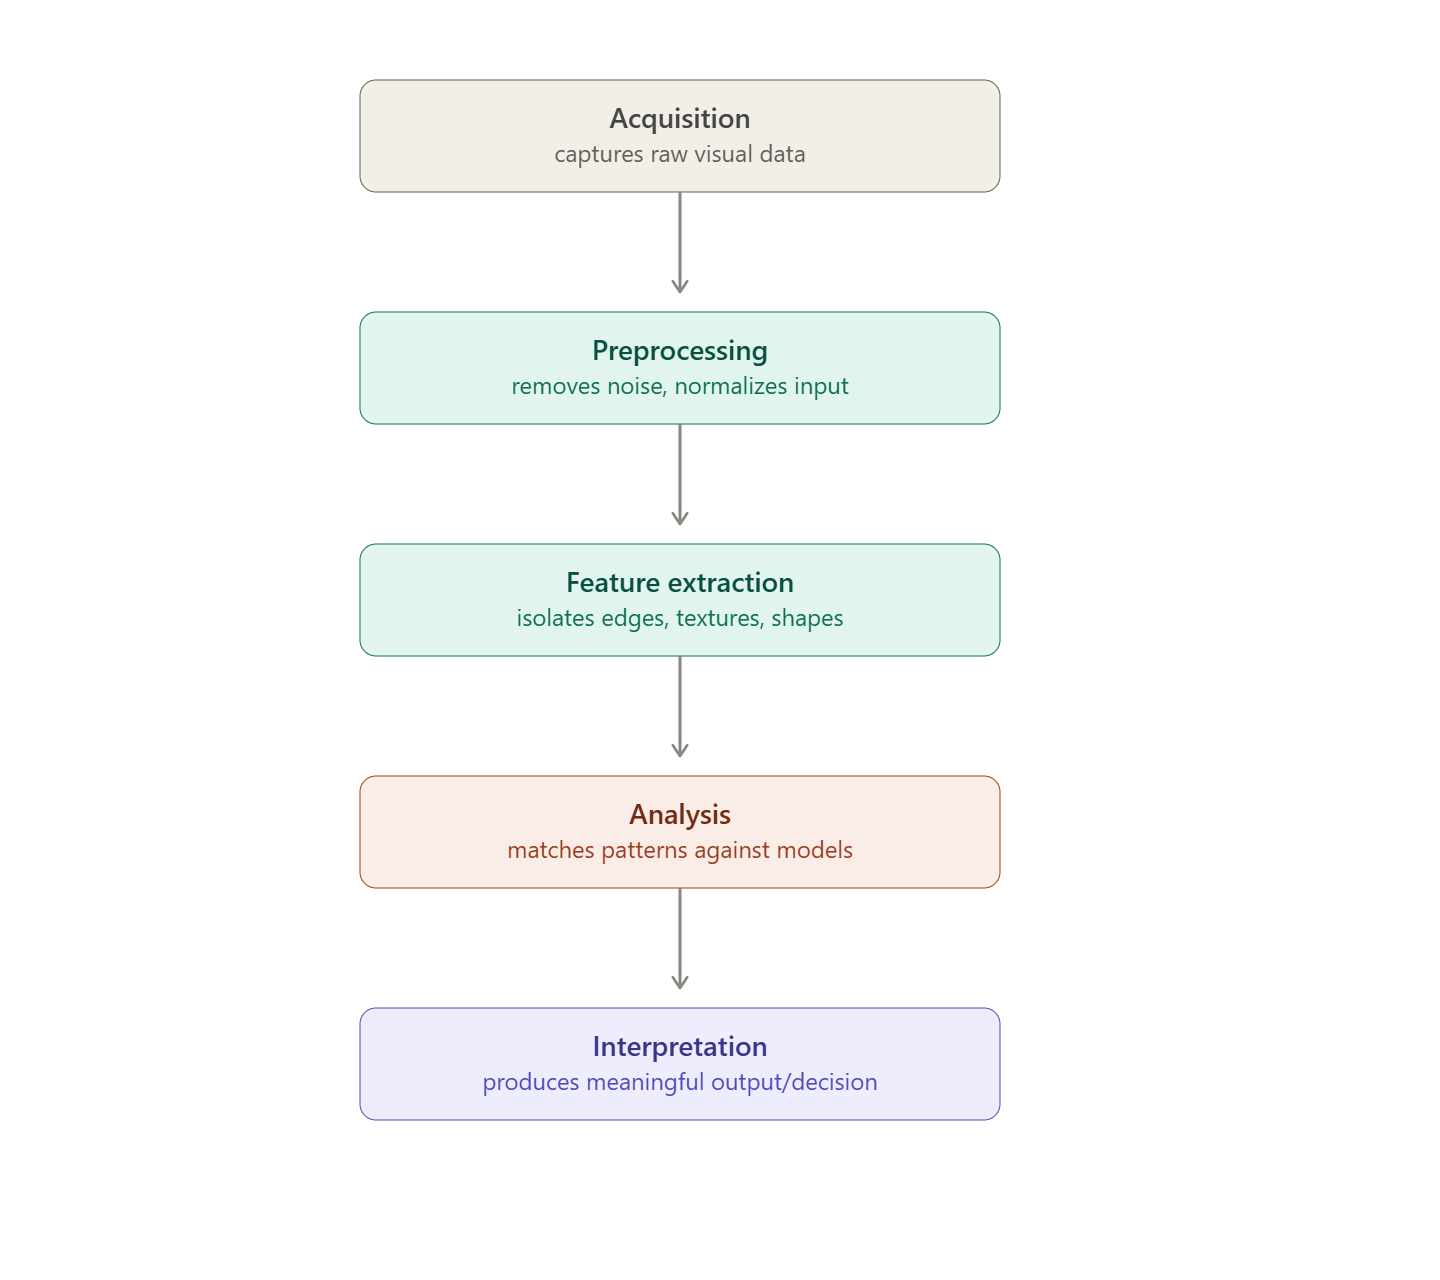 Acquisition
captures raw visual data
Preprocessing
removes noise, normalizes input
Feature extraction
isolates edges, textures, shapes
Analysis
matches patterns against models
Interpretation
produces meaningful output/decision